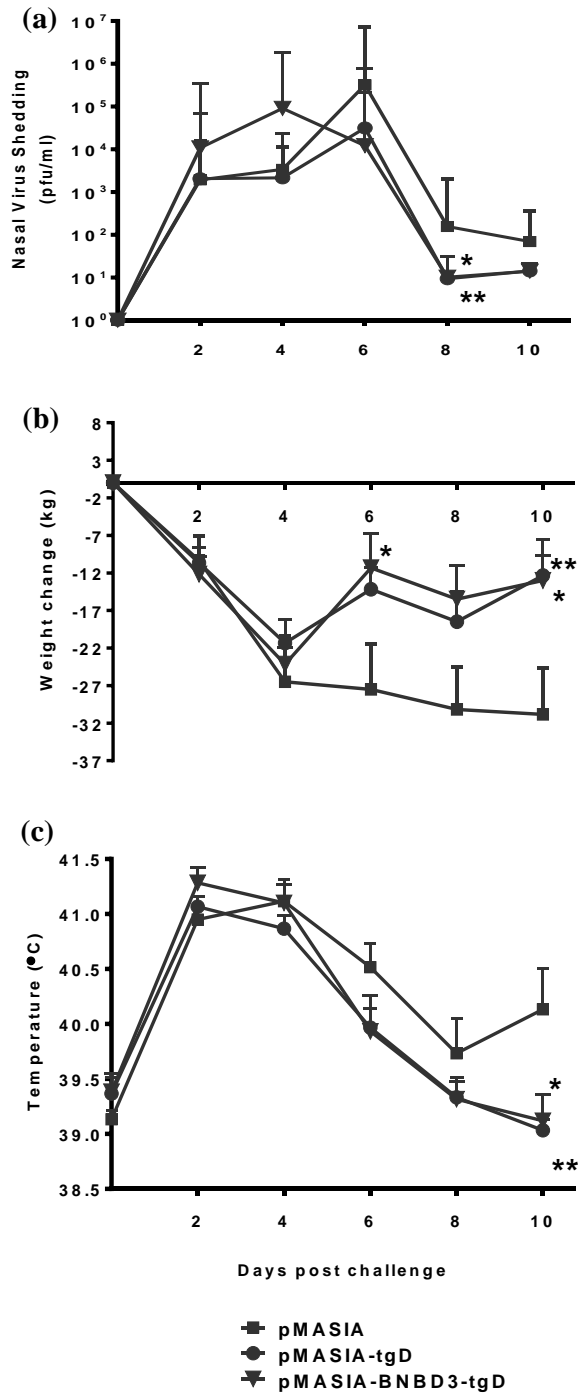 (a)
Nasal Virus Shedding
(pfu/ml)
10⁷
10⁶
10⁵
10⁴
10³
10²
10¹
10⁰
*
**
2 4 6 8 10
(b)
Weight change (kg)
8
3
-2
-7
-12
-17
-22
-27
-32
-37
2 4 6 8 10
*
**
*
(c)
Temperature (●C)
41.5
41.0
40.5
40.0
39.5
39.0
38.5
*
**
2 4 6 8 10
Days post challenge
pMASIA
pMASIA-tgD
pMASIA-BNBD3-tgD